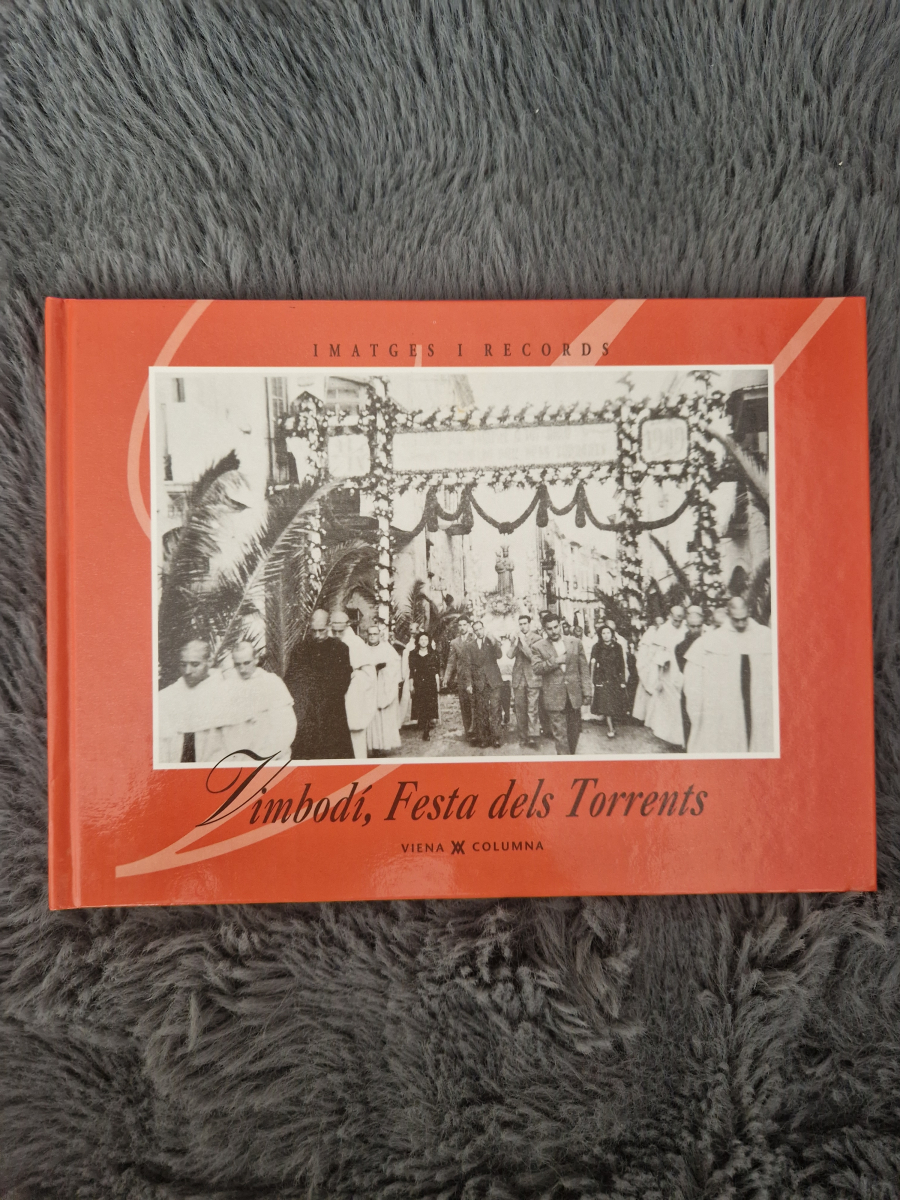 IMATGES I RECORDS
Vimbodí, Festa dels Torrents
VIENA COLUMNA